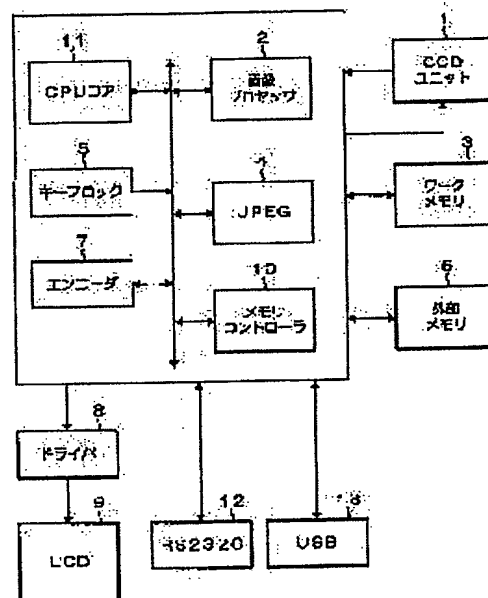 11
CPUコア
2
画像
プロセッサ
1
CCD
ユニット
5
キーブロック
4
JPEG
3
ワーク
メモリ
7
エンコーダ
10
メモリ
コントローラ
6
外部
メモリ
8
ドライバ
9
LCD
12
RS232C
13
USB